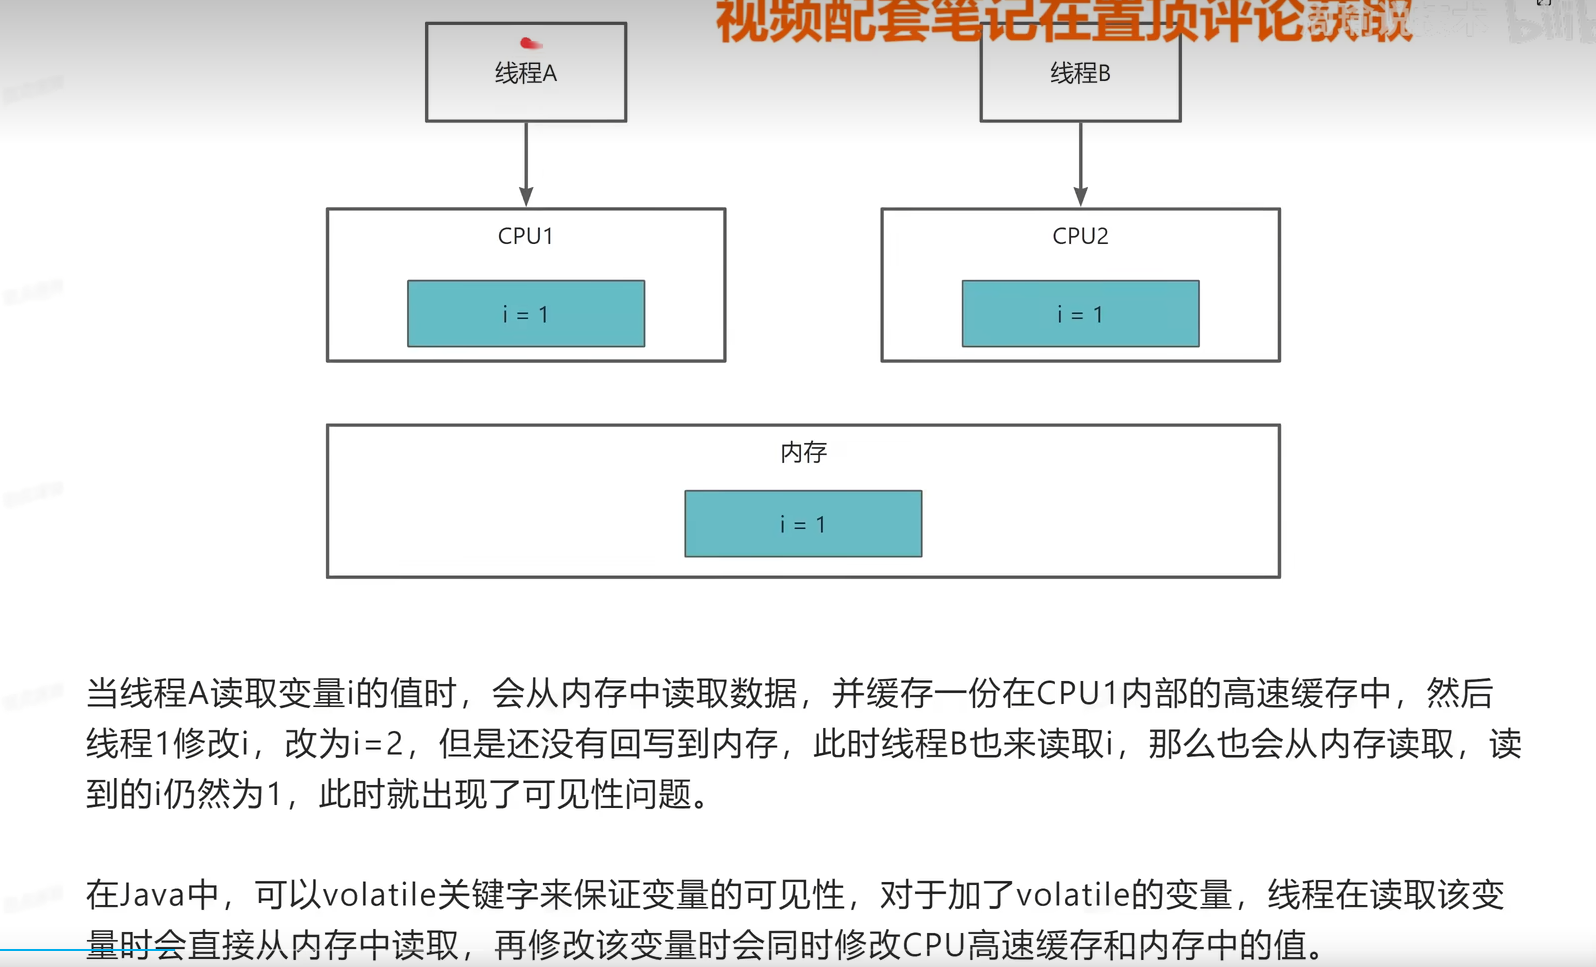 视频配套笔记在置顶评论获取
线程A
线程B
CPU1
CPU2
i = 1
i = 1
内存
i = 1
当线程A读取变量i的值时，会从内存中读取数据，并缓存一份在CPU1内部的高速缓存中，然后
线程1修改i，改为i=2，但是还没有回写到内存，此时线程B也来读取i，那么也会从内存读取，读
到的i仍然为1，此时就出现了可见性问题。
在Java中，可以volatile关键字来保证变量的可见性，对于加了volatile的变量，线程在读取该变
量时会直接从内存中读取，再修改该变量时会同时修改CPU高速缓存和内存中的值。